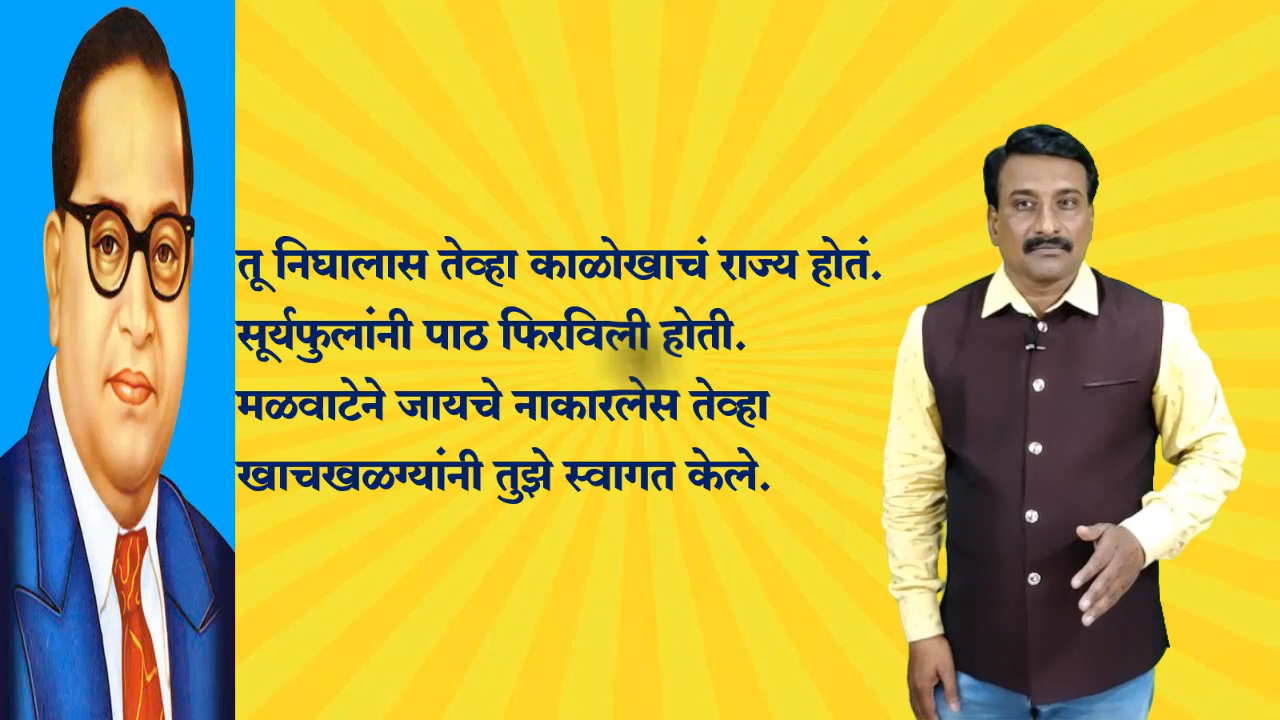 तू निघालास तेव्हा काळोखाचं राज्य होतं.
सूर्यफुलांनी पाठ फिरविली होती.
मळवाटेने जायचे नाकारलेस तेव्हा
खाचखळग्यांनी तुझे स्वागत केले.